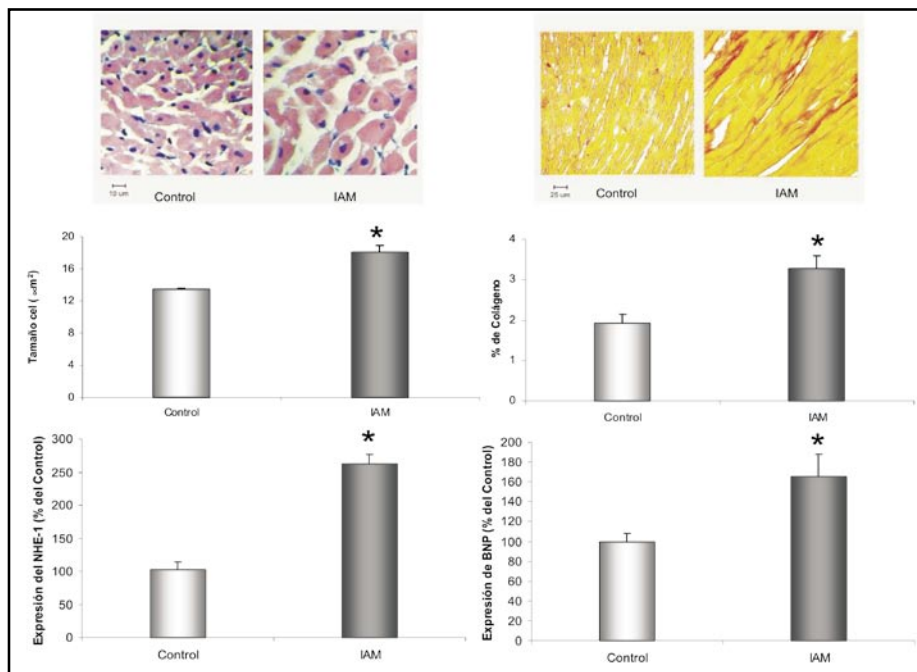 10 um
Control
IAM
25 um
Control
IAM
Tamaño cel ( m²)
20
16
12
8
4
0
*
Control
IAM
% de Colágeno
4
3
2
1
0
*
Control
IAM
Expresión del NHE-1 (% del Control)
300
250
200
150
100
50
0
*
Control
IAM
Expresión de BNP (% del Control)
200
180
160
140
120
100
80
60
40
20
0
*
Control
IAM